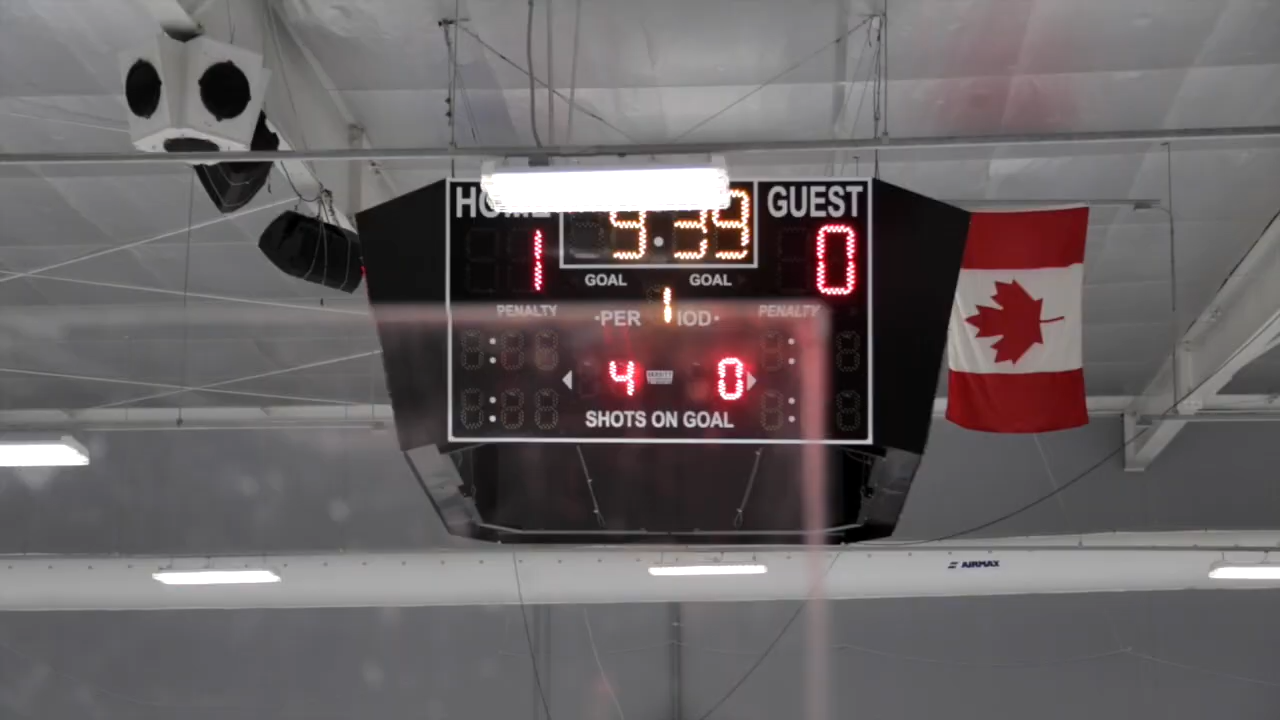 HOME GUEST
1 9:39 0
GOAL GOAL
PENALTY 1 PENALTY
·PER IOD·
4 0
SHOTS ON GOAL
AIRMAX